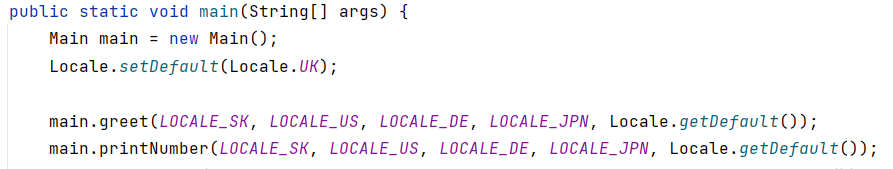 public static void main(String[] args) {
Main main = new Main();
Locale.setDefault(Locale.UK);
main.greet(LOCALE_SK, LOCALE_US, LOCALE_DE, LOCALE_JPN, Locale.getDefault());
main.printNumber(LOCALE_SK, LOCALE_US, LOCALE_DE, LOCALE_JPN, Locale.getDefault());